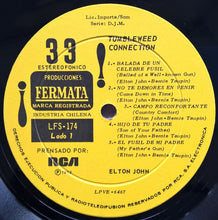 Lic. Importe/Som
Serie: D.J.M.
TUMBLEWEED
CONNECTION
33
ESTEREOFONICO
PRODUCCIONES
FERMATA
MARCA REGISTRADA
INDUSTRIA CHILENA
LFS-174
Lado 1
PRENSADO POR:
RCA
1 - BALADA DE UN
CELEBRE FUSIL
(Ballad of a Well-known Gun)
(Elton John - Bernie Taupin)
2 - NO TE DEMORES EN VENIR
(Come Down in Time)
(Elton John - Bernie Taupin)
3 - CAMPO RECONFORTANTE
(Country Comfort)
(Elton John - Bernie Taupin)
4 - HIJO DE TU PADRE
(Son of Your Father)
(Elton John - Bernie Taupin)
5 - EL FUSIL DE MI PADRE
(My Father's Gun)
(Elton John - Bernie Taupin)
ELTON JOHN
LPVE-6467